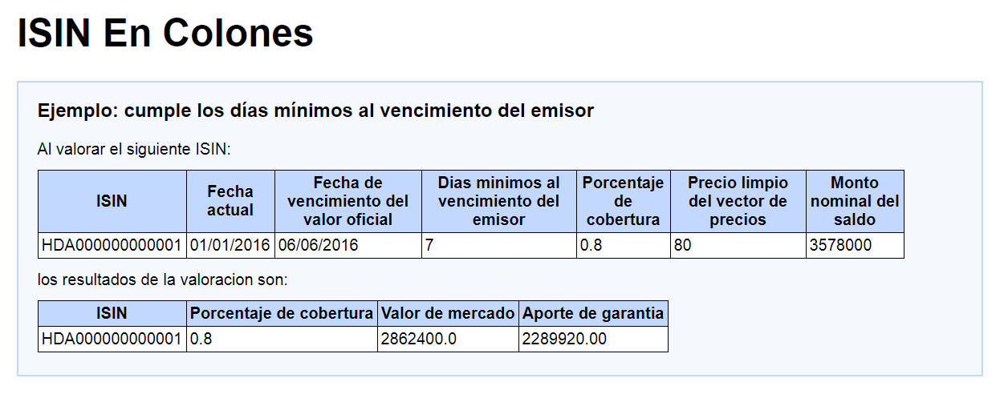 ISIN En Colones
Ejemplo: cumple los días mínimos al vencimiento del emisor
Al valorar el siguiente ISIN:
ISIN Fecha actual Fecha de vencimiento del valor oficial Dias minimos al vencimiento del emisor Porcentaje de cobertura Precio limpio del vector de precios Monto nominal del saldo
HDA000000000001 01/01/2016 06/06/2016 7 0.8 80 3578000
los resultados de la valoracion son:
ISIN Porcentaje de cobertura Valor de mercado Aporte de garantia
HDA000000000001 0.8 2862400.0 2289920.00